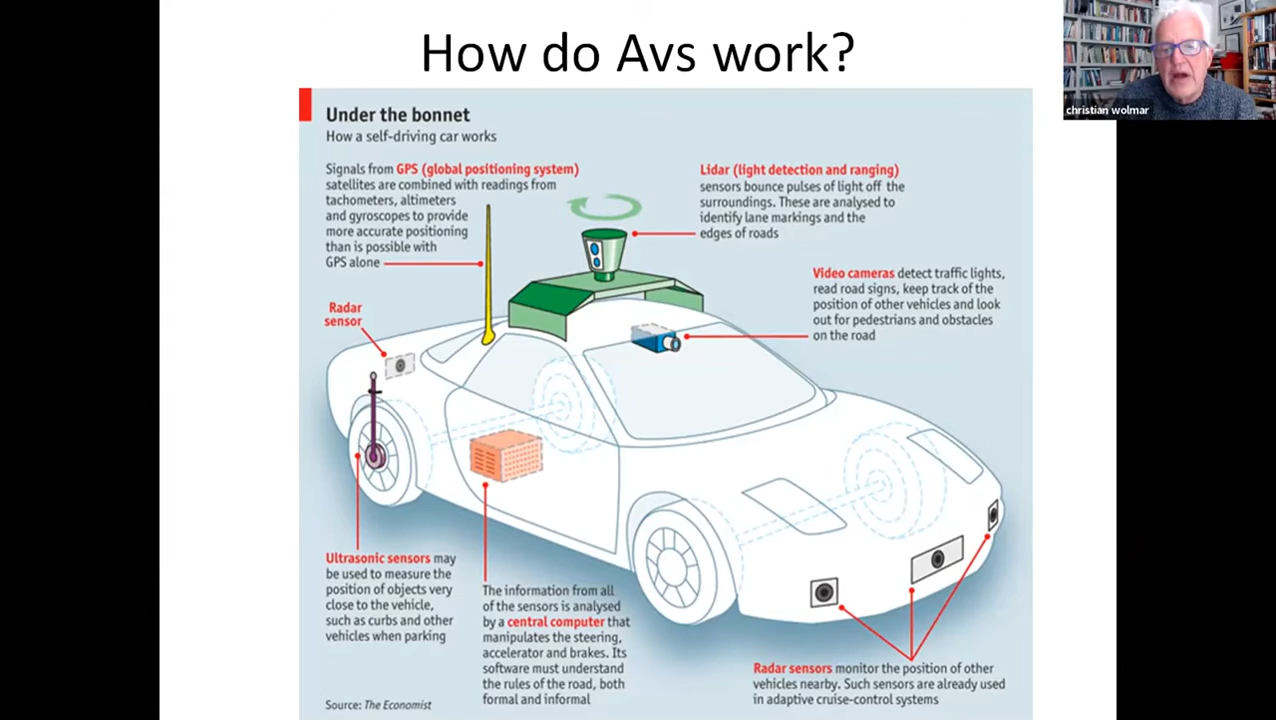 How do Avs work?
christian wolmar
Under the bonnet
How a self-driving car works
Signals from GPS (global positioning system)
satellites are combined with readings from
tachometers, altimeters
and gyroscopes to provide
more accurate positioning
than is possible with
GPS alone
Lidar (light detection and ranging)
sensors bounce pulses of light off the
surroundings. These are analysed to
identify lane markings and the
edges of roads
Video cameras detect traffic lights,
read road signs, keep track of the
position of other vehicles and look
out for pedestrians and obstacles
on the road
Radar
sensor
Ultrasonic sensors may
be used to measure the
position of objects very
close to the vehicle,
such as curbs and other
vehicles when parking
The information from all
of the sensors is analysed
by a central computer that
manipulates the steering,
accelerator and brakes. Its
software must understand
the rules of the road, both
formal and informal
Radar sensors monitor the position of other
vehicles nearby. Such sensors are already used
in adaptive cruise-control systems
Source: The Economist